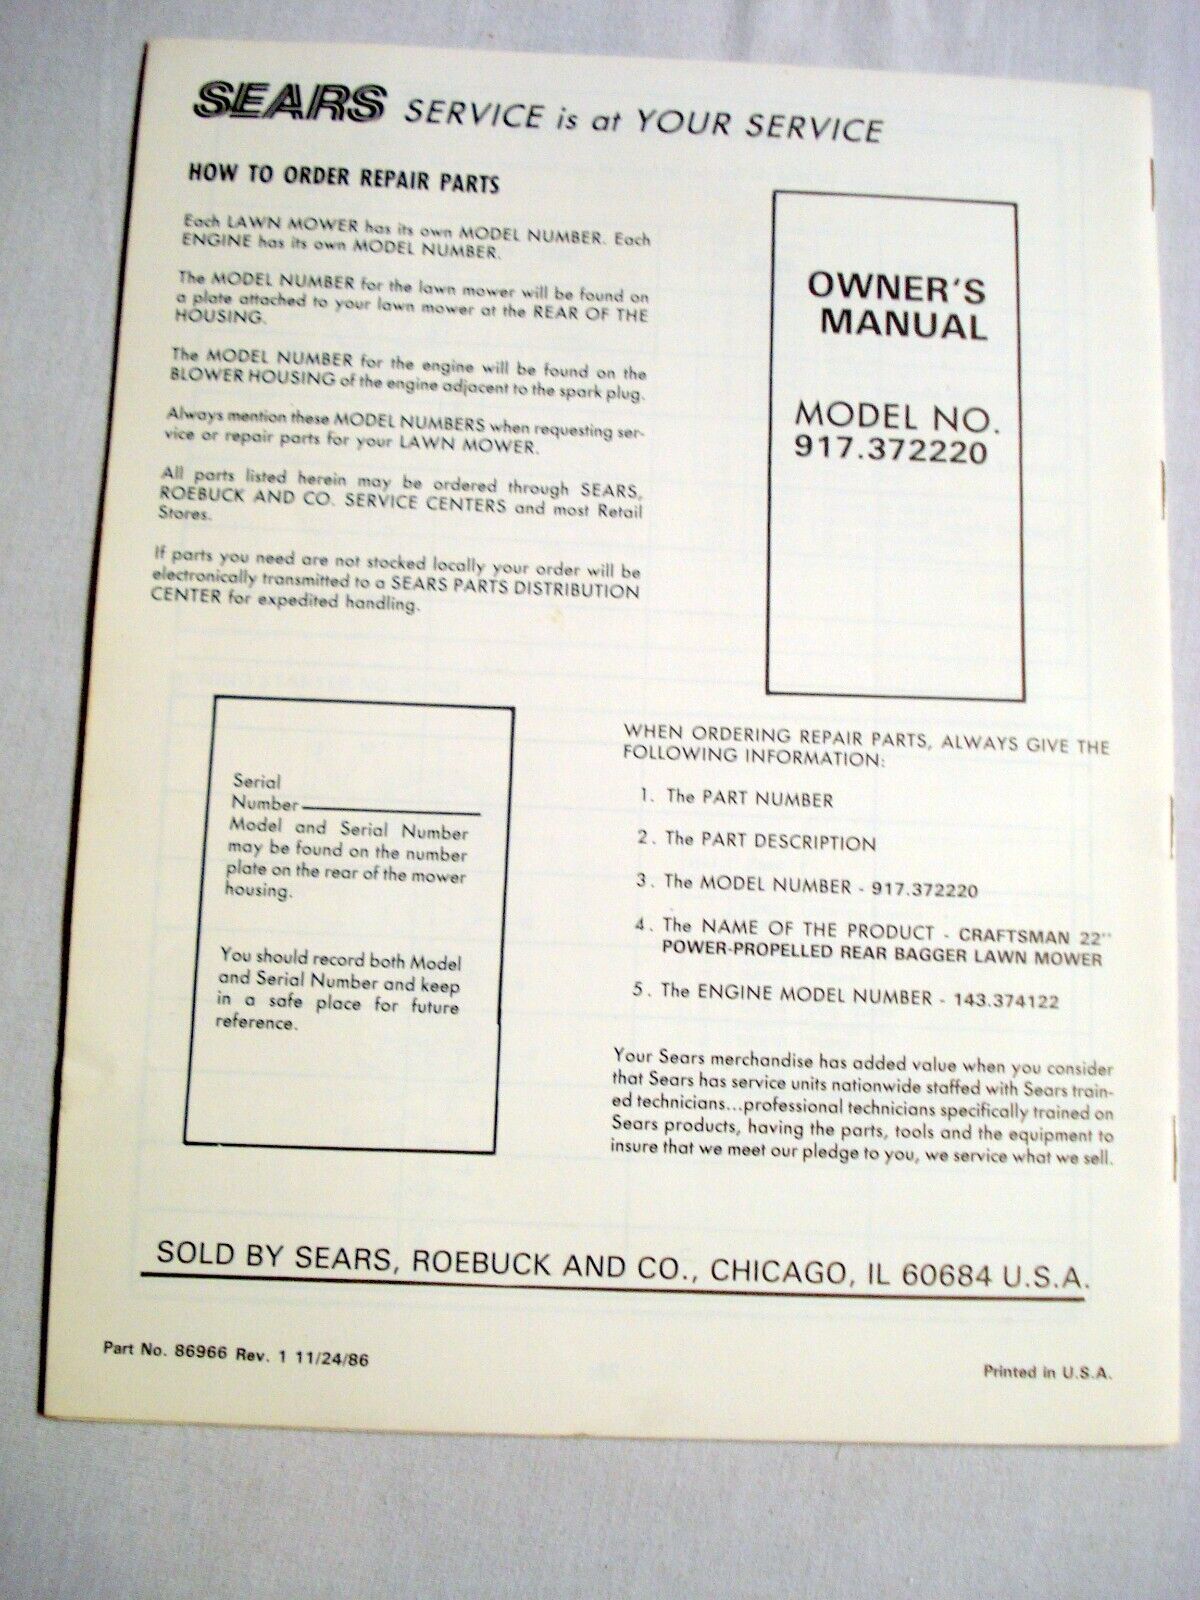 SEARS SERVICE is at YOUR SERVICE
HOW TO ORDER REPAIR PARTS
Each LAWN MOWER has its own MODEL NUMBER. Each
ENGINE has its own MODEL NUMBER.
The MODEL NUMBER for the lawn mower will be found on
a plate attached to your lawn mower at the REAR OF THE
HOUSING.
The MODEL NUMBER for the engine will be found on the
BLOWER HOUSING of the engine adjacent to the spark plug.
Always mention these MODEL NUMBERS when requesting ser-
vice or repair parts for your LAWN MOWER.
All parts listed herein may be ordered through SEARS,
ROEBUCK AND CO. SERVICE CENTERS and most Retail
Stores.
If parts you need are not stocked locally your order will be
electronically transmitted to a SEARS PARTS DISTRIBUTION
CENTER for expedited handling.
OWNER'S
MANUAL
MODEL NO.
917.372220
Serial
Number
Model and Serial Number
may be found on the number
plate on the rear of the mower
housing.
You should record both Model
and Serial Number and keep
in a safe place for future
reference.
WHEN ORDERING REPAIR PARTS, ALWAYS GIVE THE
FOLLOWING INFORMATION:
1. The PART NUMBER
2. The PART DESCRIPTION
3. The MODEL NUMBER - 917.372220
4. The NAME OF THE PRODUCT - CRAFTSMAN 22"
POWER-PROPELLED REAR BAGGER LAWN MOWER
5. The ENGINE MODEL NUMBER - 143.374122
Your Sears merchandise has added value when you consider
that Sears has service units nationwide staffed with Sears train-
ed technicians...professional technicians specifically trained on
Sears products, having the parts, tools and the equipment to
insure that we meet our pledge to you, we service what we sell.
SOLD BY SEARS, ROEBUCK AND CO., CHICAGO, IL 60684 U.S.A.
Part No. 86966 Rev. 1 11/24/86
Printed in U.S.A.